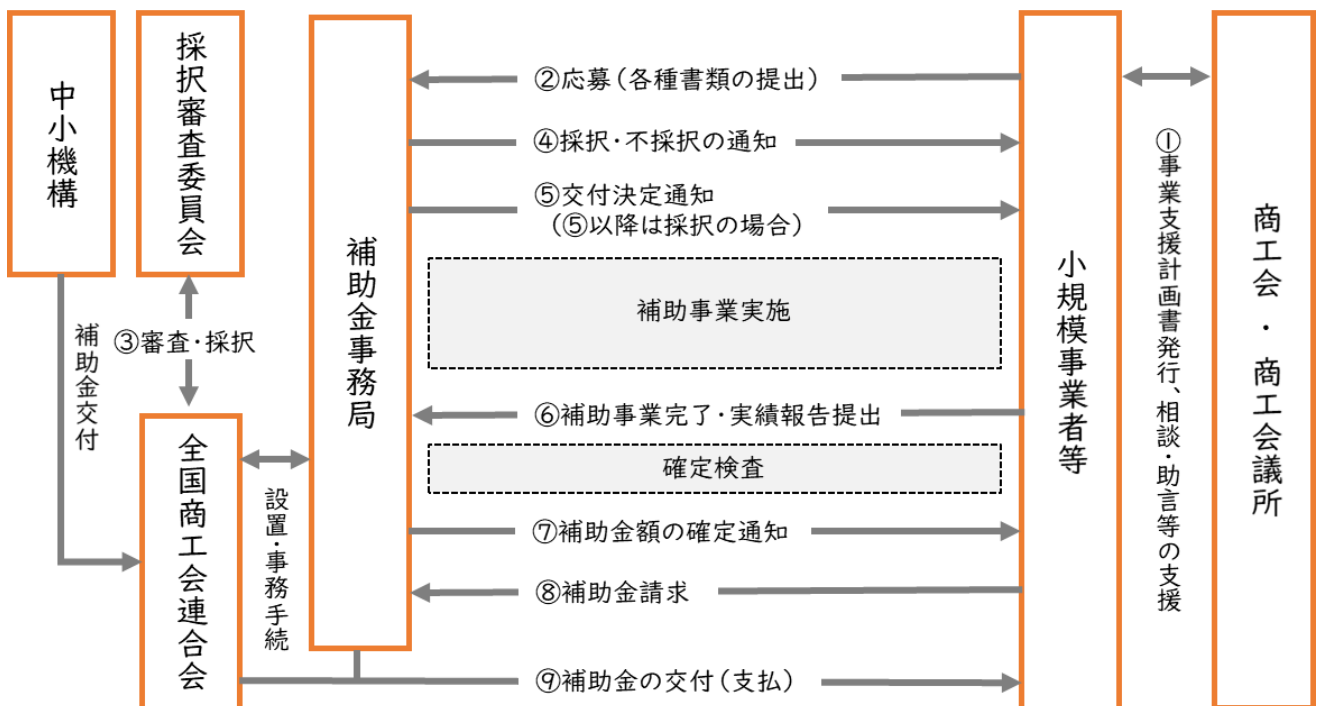 中小機構
採択審査委員会
補助金事務局
小規模事業者等
商工会・商工会議所
①事業支援計画書発行、相談・助言等の支援
②応募(各種書類の提出)
④採択・不採択の通知
⑤交付決定通知
(⑤以降は採択の場合)
補助事業実施
補助金交付
③審査・採択
全国商工会連合会
設置・事務手続
⑥補助事業完了・実績報告提出
確定検査
⑦補助金額の確定通知
⑧補助金請求
⑨補助金の交付(支払)